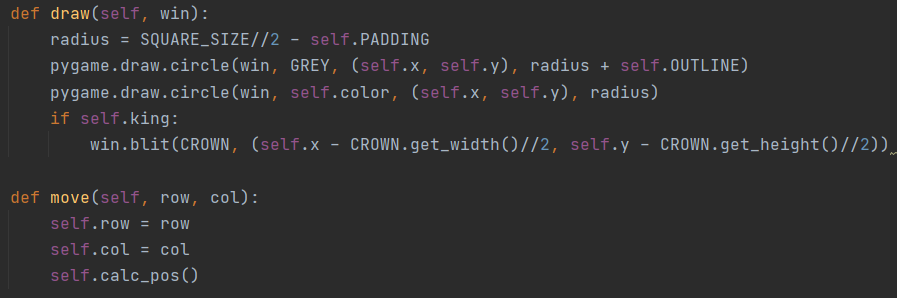 def draw(self, win):
    radius = SQUARE_SIZE//2 - self.PADDING
    pygame.draw.circle(win, GREY, (self.x, self.y), radius + self.OUTLINE)
    pygame.draw.circle(win, self.color, (self.x, self.y), radius)
    if self.king:
        win.blit(CROWN, (self.x - CROWN.get_width()//2, self.y - CROWN.get_height()//2))

def move(self, row, col):
    self.row = row
    self.col = col
    self.calc_pos()